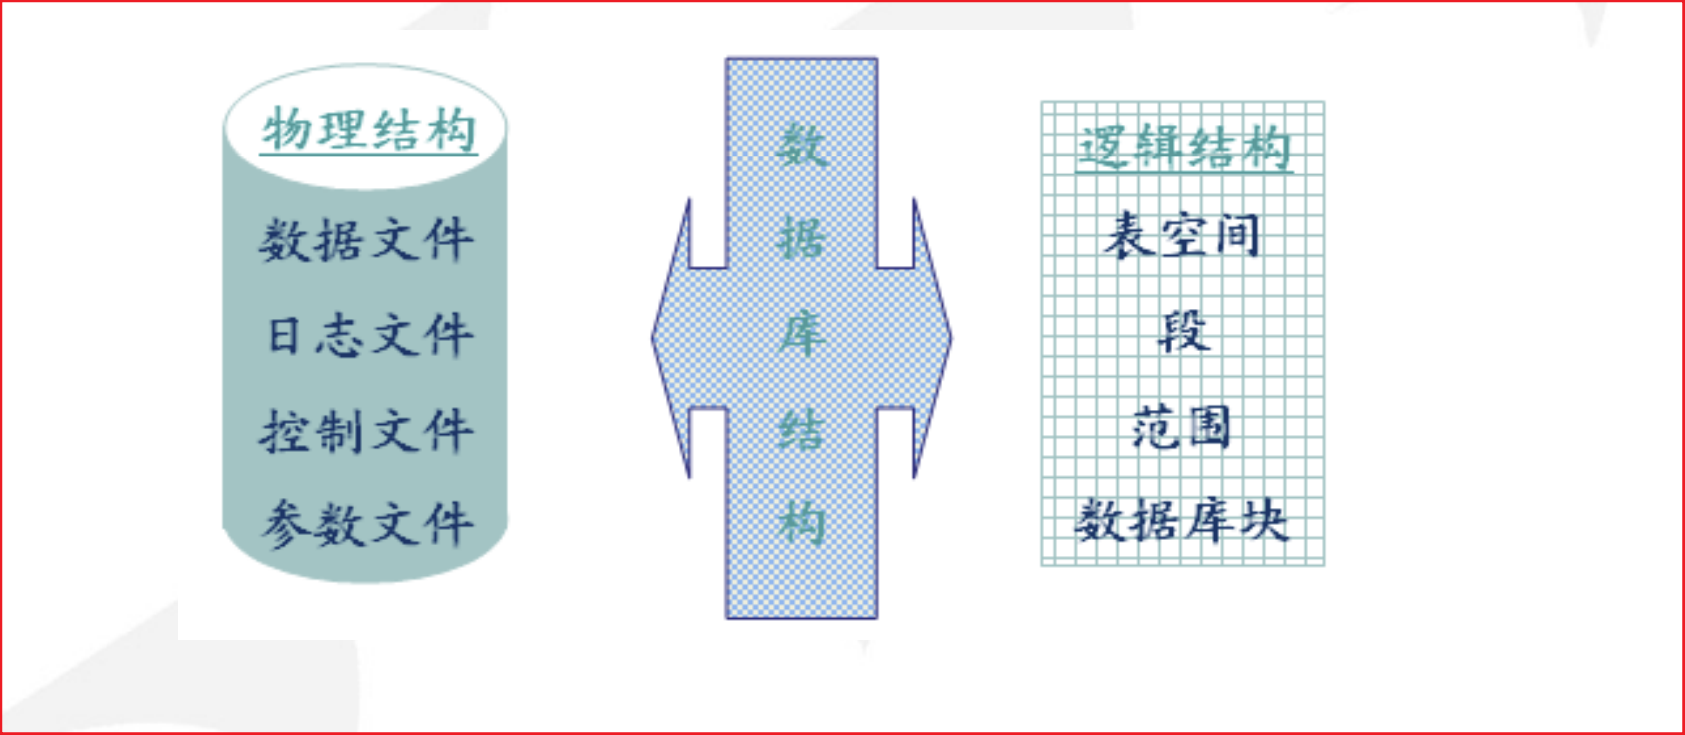 物理结构
数据文件
日志文件
控制文件
参数文件
数
据
库
结
构
逻辑结构
表空间
段
范围
数据库块